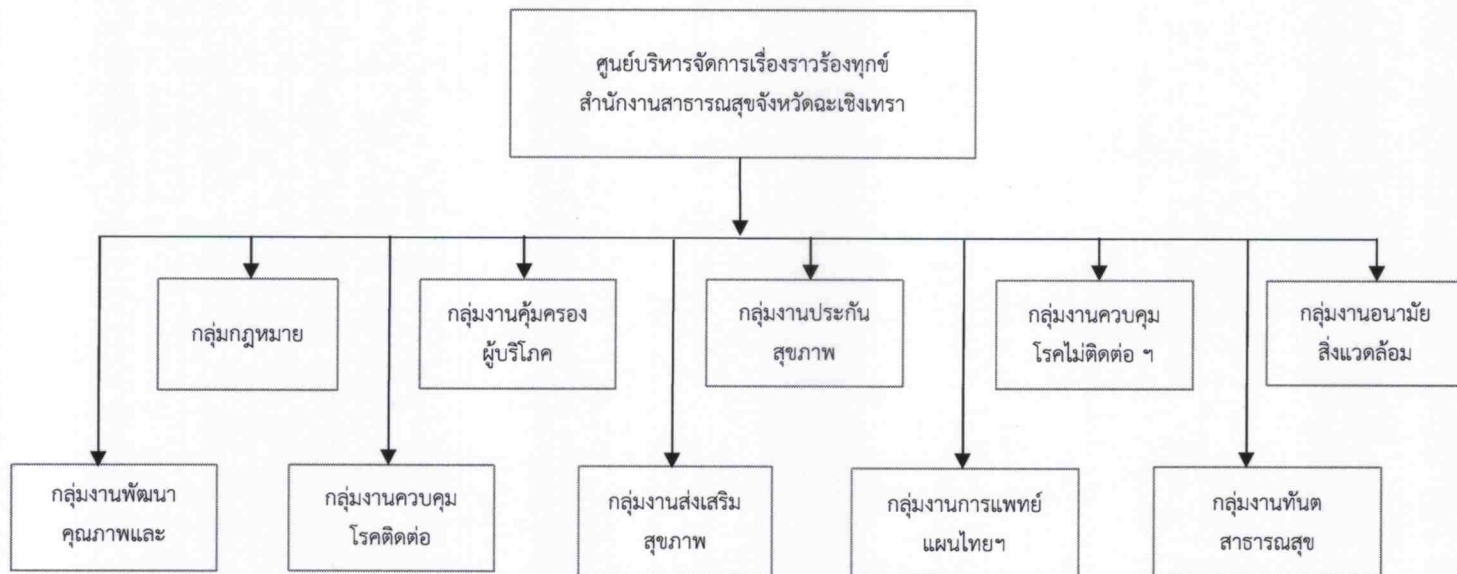 ศูนย์บริหารจัดการเรื่องราวร้องทุกข์
สำนักงานสาธารณสุขจังหวัดฉะเชิงเทรา
กลุ่มกฎหมาย
กลุ่มงานคุ้มครอง
ผู้บริโภค
กลุ่มงานประกัน
สุขภาพ
กลุ่มงานควบคุม
โรคไม่ติดต่อ ฯ
กลุ่มงานอนามัย
สิ่งแวดล้อม
กลุ่มงานพัฒนา
คุณภาพและ
กลุ่มงานควบคุม
โรคติดต่อ
กลุ่มงานส่งเสริม
สุขภาพ
กลุ่มงานการแพทย์
แผนไทยฯ
กลุ่มงานทันต
สาธารณสุข